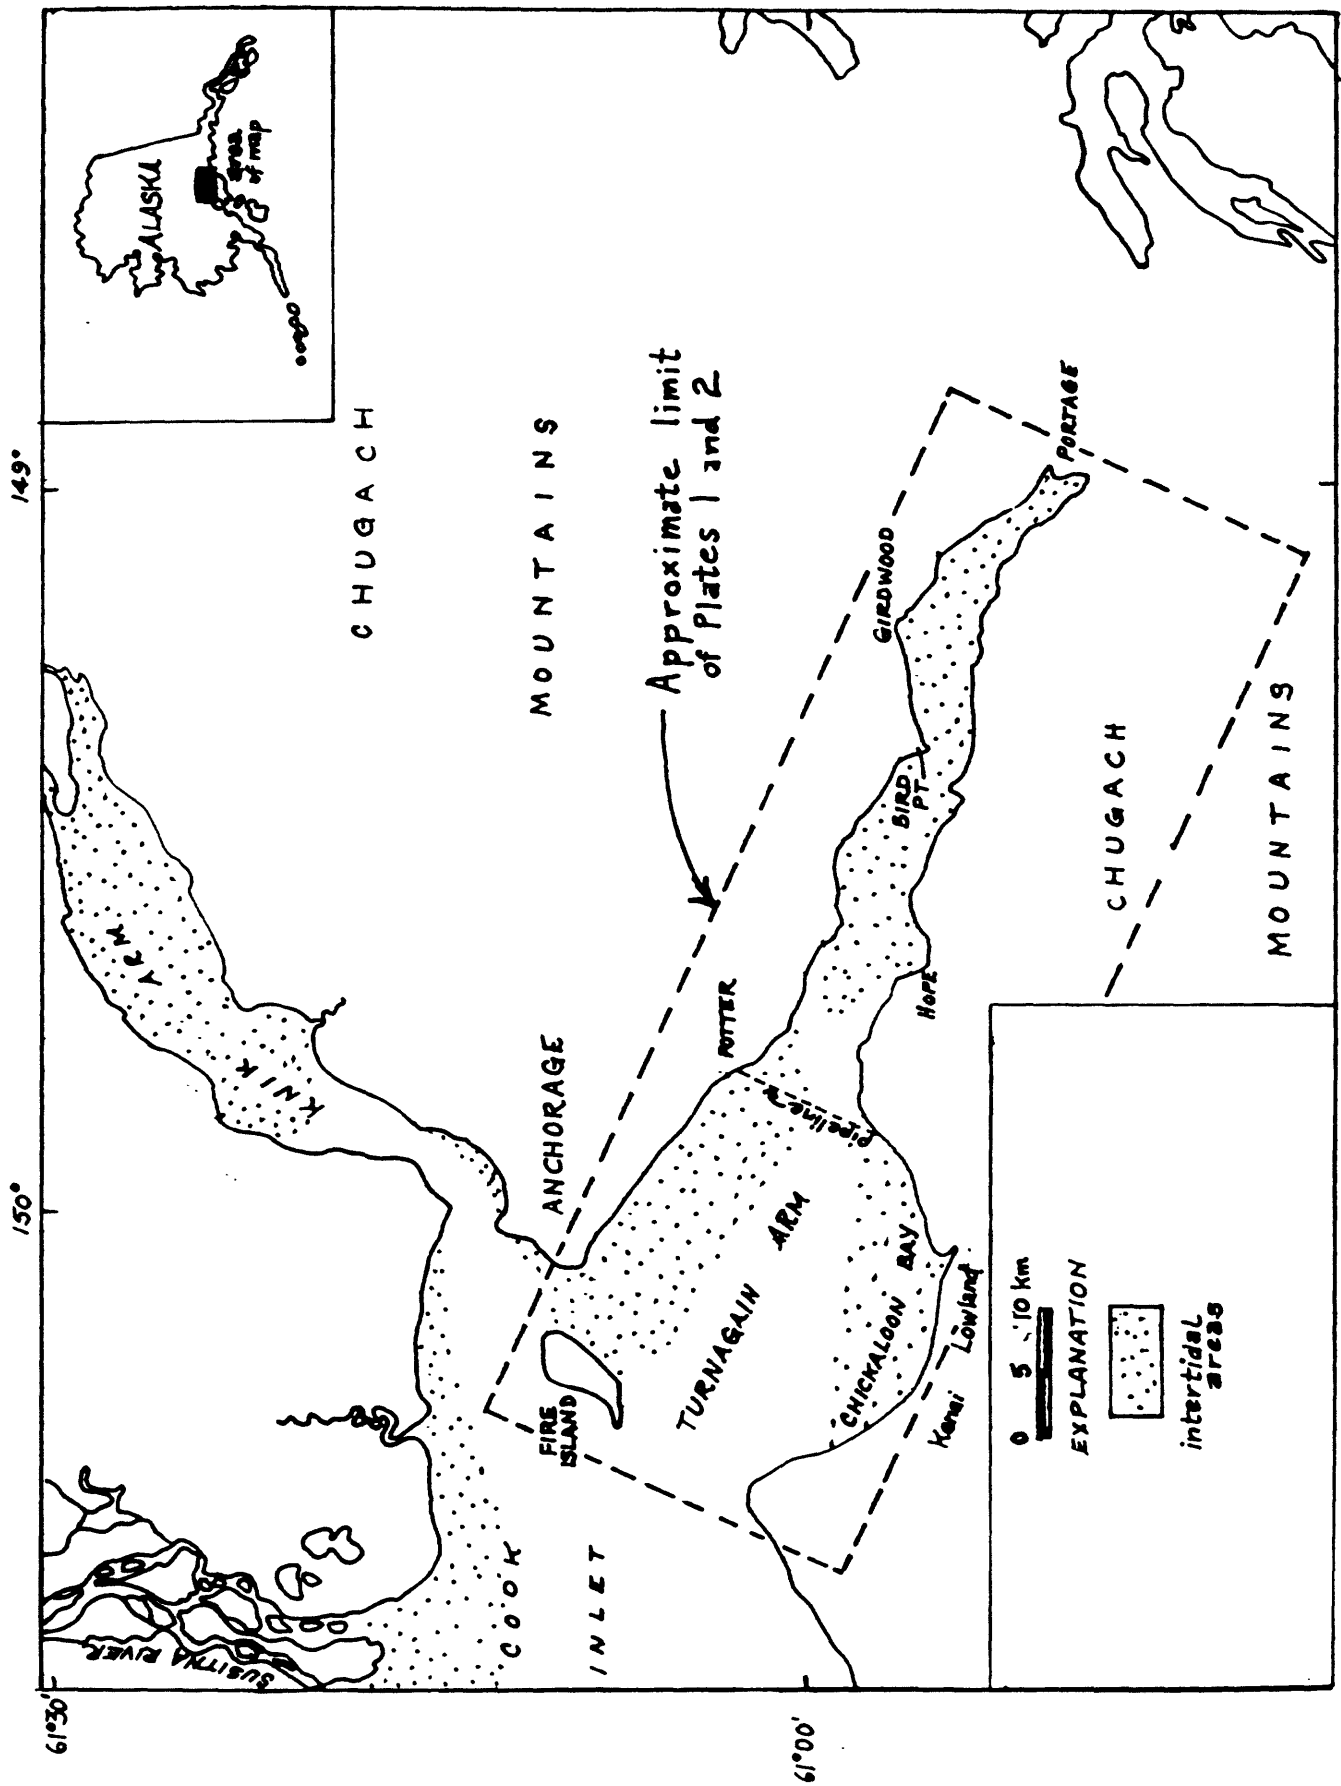 150°
149°
61°30'
61°00'
ALASKA
area
of map
SUSITNA RIVER
KNIK
ARM
CHUGACH
MOUNTAINS
COOK
INLET
ANCHORAGE
FIRE
ISLAND
Approximate limit
of Plates 1 and 2
POTTER
Pipeline
TURNAGAIN
ARM
CHICKALOON
BAY
Kenai Lowland
HOPE
BIRD
PT
GIRDWOOD
PORTAGE
CHUGACH
MOUNTAINS
0 5 10 km
EXPLANATION
intertidal
areas